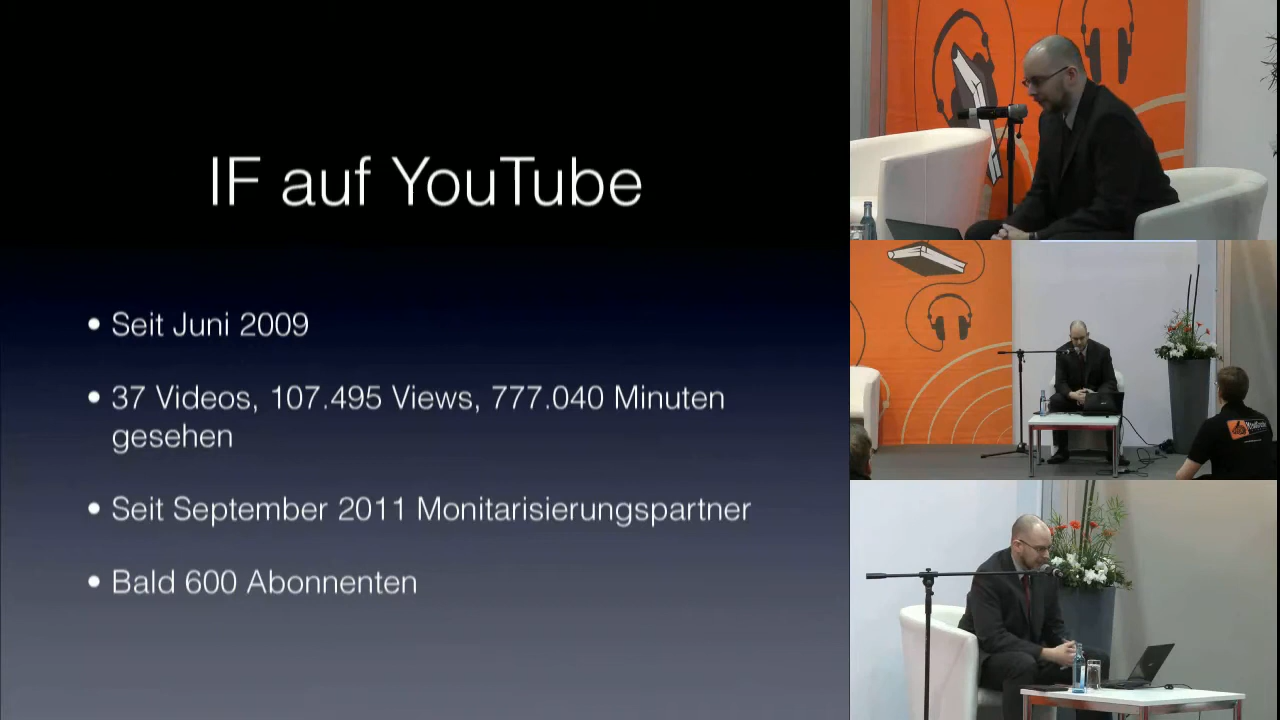 IF auf YouTube
• Seit Juni 2009
• 37 Videos, 107.495 Views, 777.040 Minuten
gesehen
• Seit September 2011 Monitarisierungspartner
• Bald 600 Abonnenten